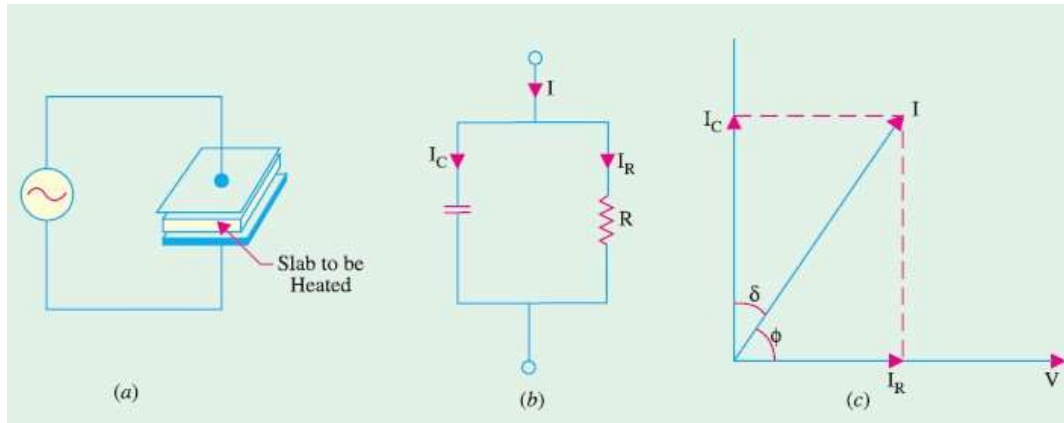 Slab to be
Heated
(a)
I
I_C
I_R
R
(b)
I_C
I
δ
ϕ
I_R
V
(c)